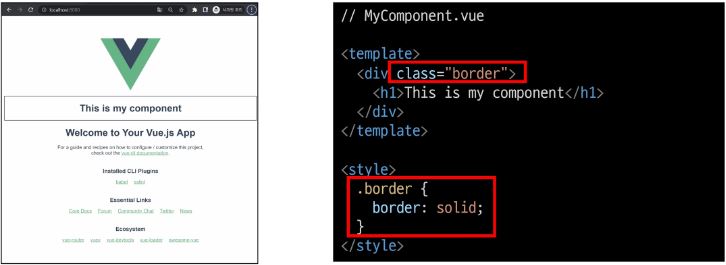 localhost:8080
This is my component
Welcome to Your Vue.js App
For a guide and recipes on how to configure / customize this project,
check out the vue-cli documentation.
Installed CLI Plugins
babel eslint
Essential Links
Core Docs Forum Community Chat Twitter News
Ecosystem
vue-router vuex vue-devtools vue-loader awesome-vue
// MyComponent.vue
<template>
<div class="border">
<h1>This is my component</h1>
</div>
</template>
<style>
.border {
border: solid;
}
</style>